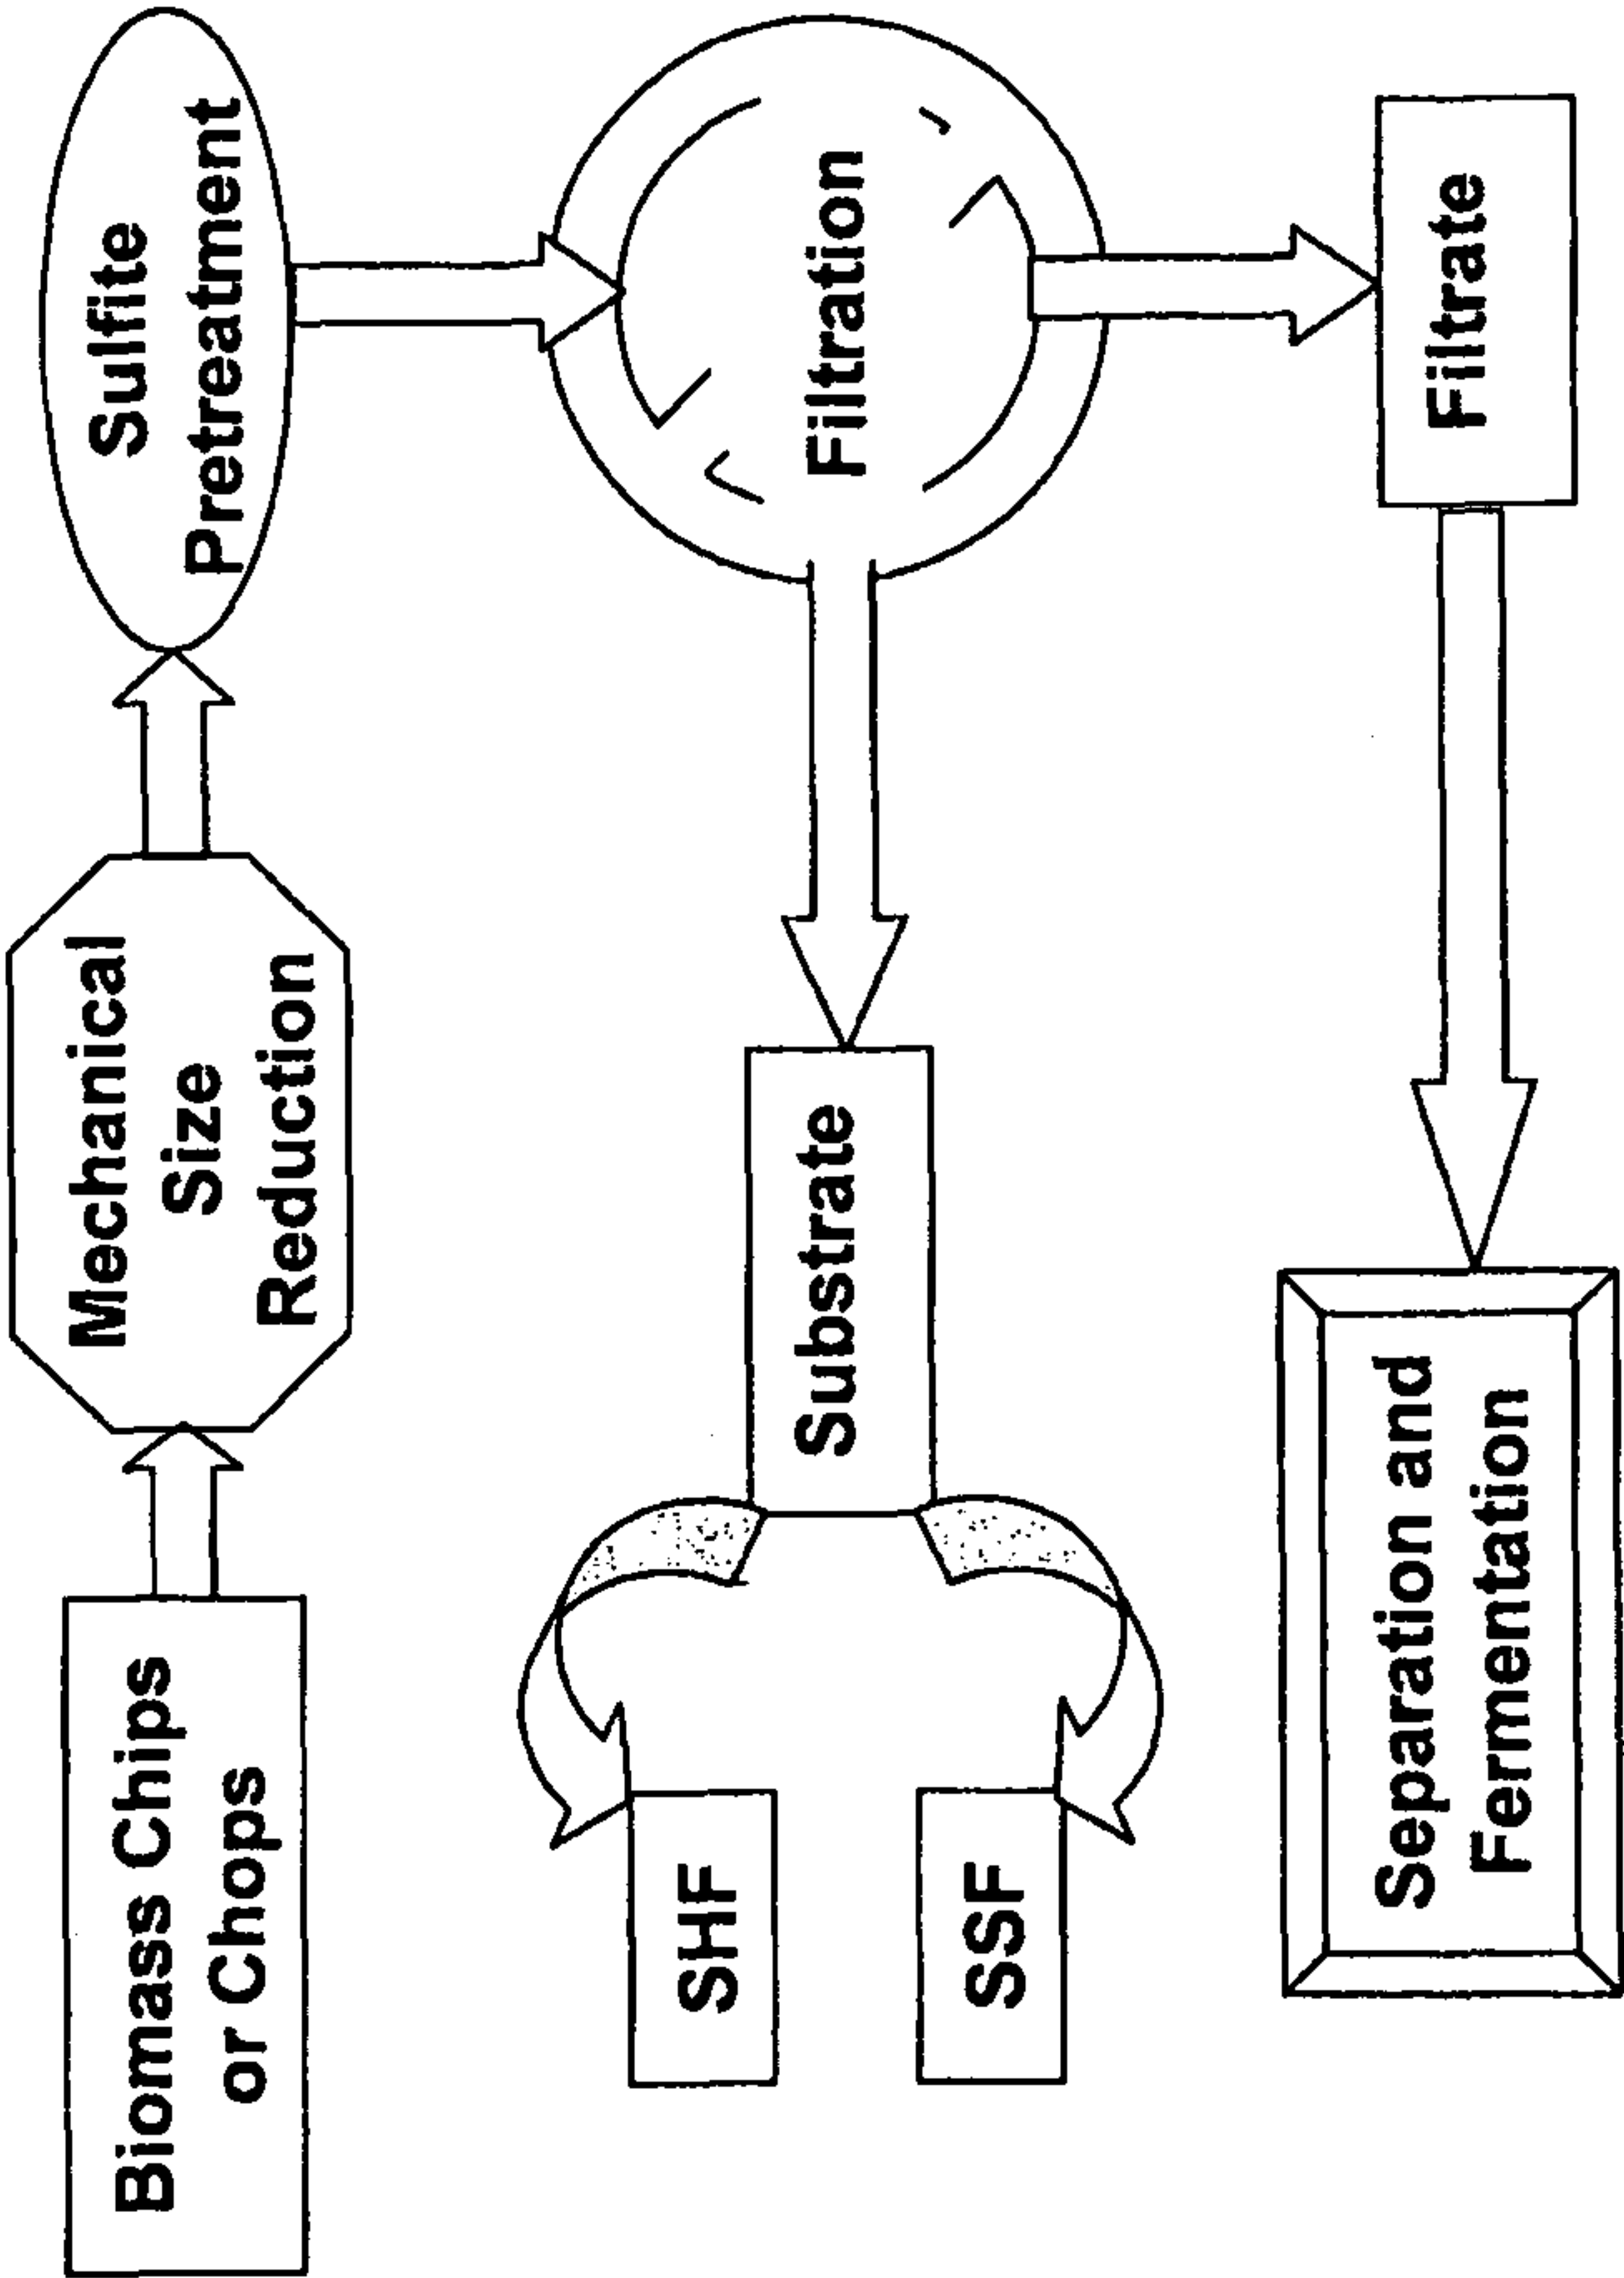 Biomass Chips
or Chops
Mechanical
Size
Reduction
Sulfite
Pretreatment
Filtration
Substrate
SHF
SSF
Filtrate
Separation and
Fermentation